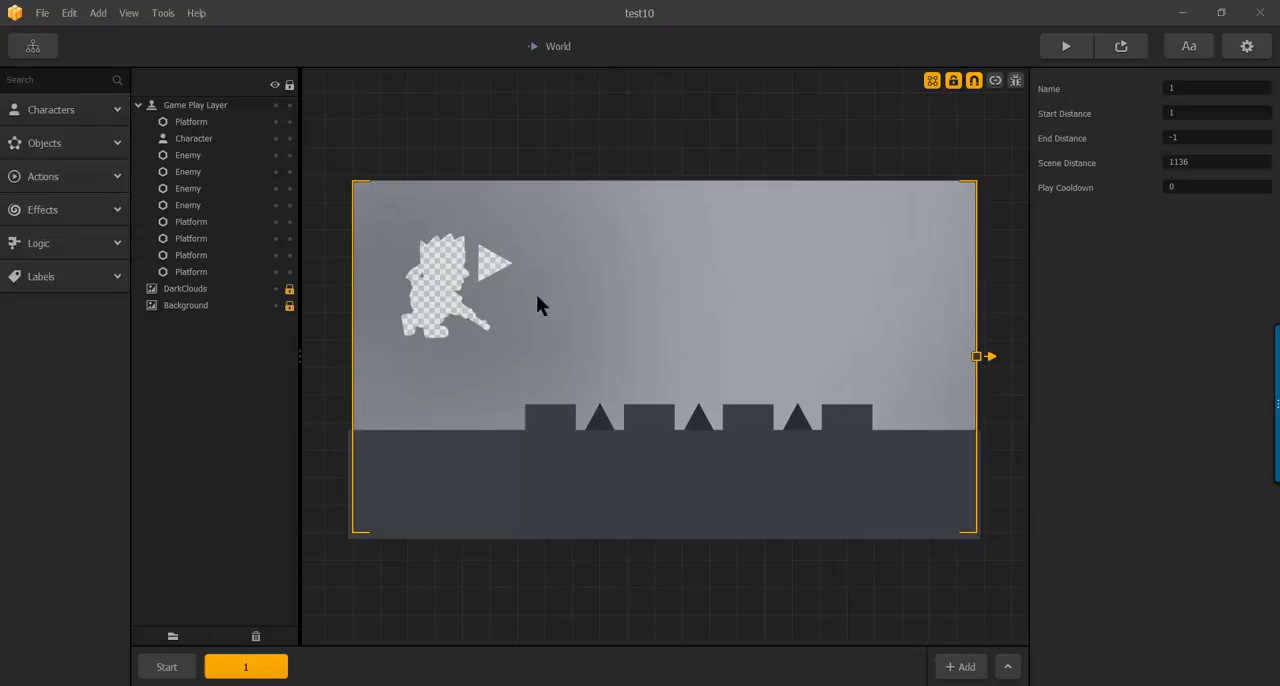 File Edit Add View Tools Help
test10
World
Aa
Search
Characters
Objects
Actions
Effects
Logic
Labels
Game Play Layer
Platform
Character
Enemy
Enemy
Enemy
Enemy
Platform
Platform
Platform
Platform
DarkClouds
Background
Name 1
Start Distance 1
End Distance -1
Scene Distance 1136
Play Cooldown 0
Start 1
+ Add